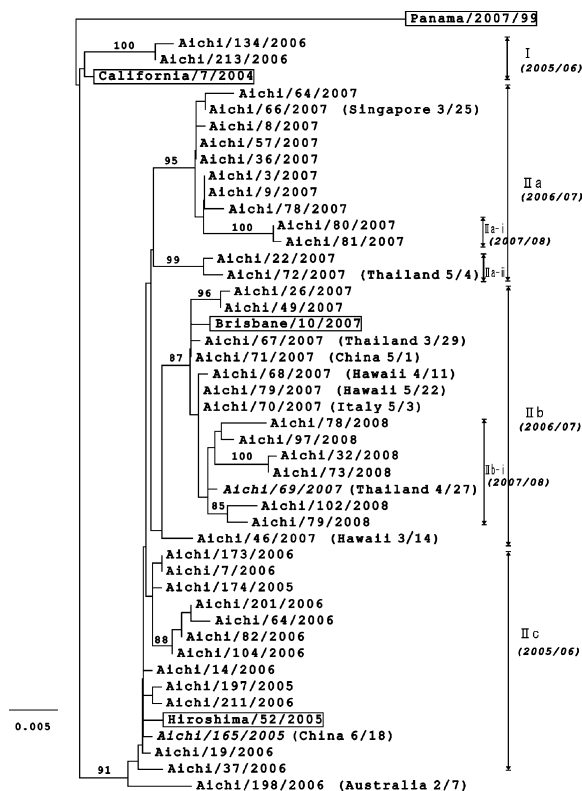 Panama/2007/99
100
Aichi/134/2006
Aichi/213/2006
California/7/2004
I
(2005/06)
Aichi/64/2007
Aichi/66/2007 (Singapore 3/25)
Aichi/8/2007
Aichi/57/2007
95
Aichi/36/2007
Aichi/3/2007
Aichi/9/2007
Aichi/78/2007
IIa
(2006/07)
100
Aichi/80/2007
Aichi/81/2007
IIa-i
(2007/08)
99
Aichi/22/2007
Aichi/72/2007 (Thailand 5/4)
IIa-ii
96
Aichi/26/2007
Aichi/49/2007
Brisbane/10/2007
Aichi/67/2007 (Thailand 3/29)
87
Aichi/71/2007 (China 5/1)
Aichi/68/2007 (Hawaii 4/11)
Aichi/79/2007 (Hawaii 5/22)
Aichi/70/2007 (Italy 5/3)
IIb
(2006/07)
Aichi/78/2008
Aichi/97/2008
100
Aichi/32/2008
Aichi/73/2008
IIb-i
(2007/08)
Aichi/69/2007 (Thailand 4/27)
85
Aichi/102/2008
Aichi/79/2008
Aichi/46/2007 (Hawaii 3/14)
Aichi/173/2006
Aichi/7/2006
Aichi/174/2005
Aichi/201/2006
Aichi/64/2006
88
Aichi/82/2006
Aichi/104/2006
IIc
(2005/06)
Aichi/14/2006
Aichi/197/2005
Aichi/211/2006
Hiroshima/52/2005
0.005
Aichi/165/2005 (China 6/18)
Aichi/19/2006
91
Aichi/37/2006
Aichi/198/2006 (Australia 2/7)